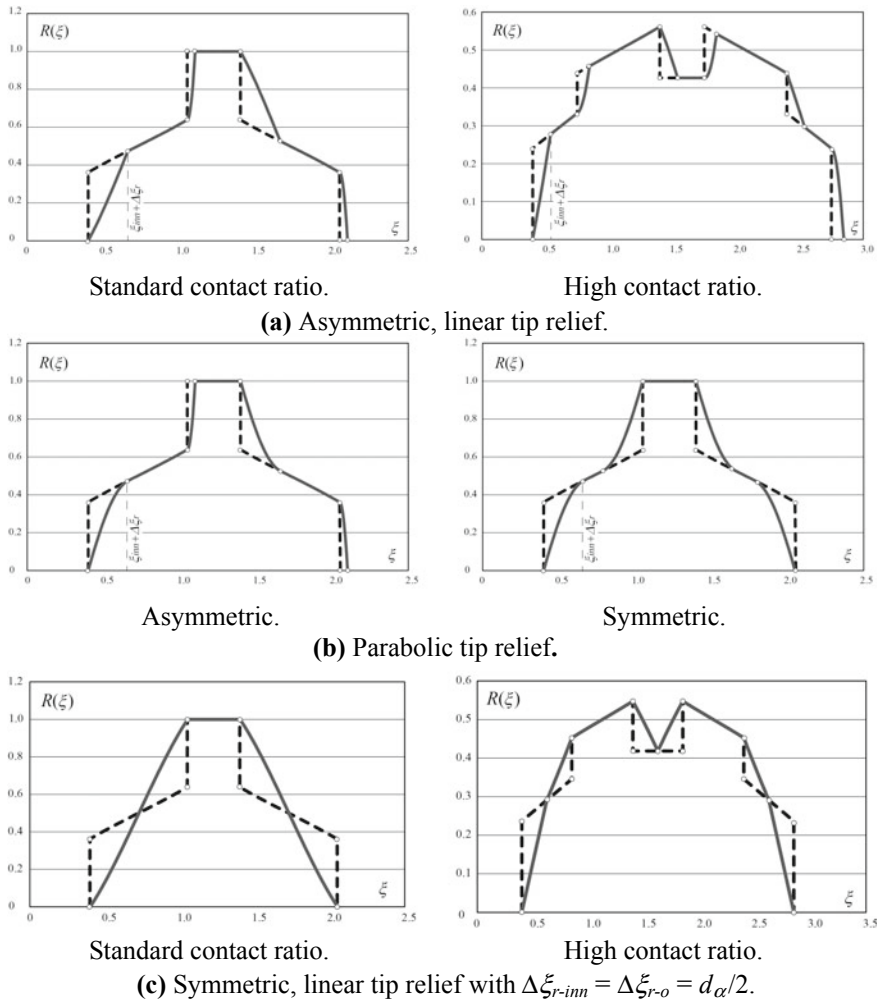 1.2
R(ξ)
1.0
0.8
0.6
0.4
0.2
0
0 0.5 1.0 1.5 2.0 2.5
ξ
ξinn+Δξr
0.6
R(ξ)
0.5
0.4
0.3
0.2
0.1
0
0 0.5 1.0 1.5 2.0 2.5 3.0
ξ
ξinn+Δξr
Standard contact ratio. High contact ratio.
(a) Asymmetric, linear tip relief.
1.2
R(ξ)
1.0
0.8
0.6
0.4
0.2
0
0 0.5 1.0 1.5 2.0 2.5
ξ
ξinn+Δξr
1.2
R(ξ)
1.0
0.8
0.6
0.4
0.2
0
0 0.5 1.0 1.5 2.0 2.5
ξ
ξinn+Δξr
Asymmetric. Symmetric.
(b) Parabolic tip relief.
1.2
R(ξ)
1.0
0.8
0.6
0.4
0.2
0
0 0.5 1.0 1.5 2.0 2.5
ξ
0.6
R(ξ)
0.5
0.4
0.3
0.2
0.1
0
0 0.5 1.0 1.5 2.0 2.5 3.0 3.5
ξ
Standard contact ratio. High contact ratio.
(c) Symmetric, linear tip relief with Δξr-inn = Δξr-o = dα/2.